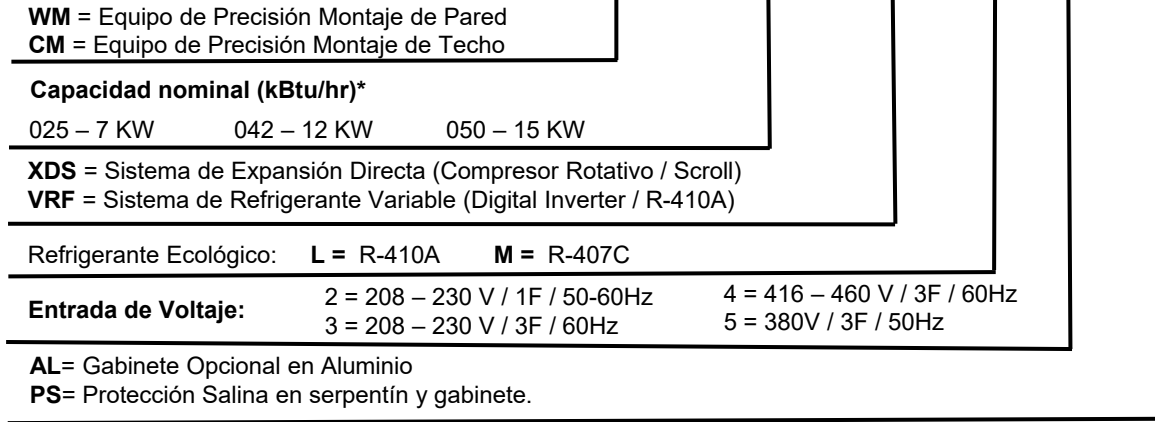 WM = Equipo de Precisión Montaje de Pared
CM = Equipo de Precisión Montaje de Techo
Capacidad nominal (kBtu/hr)*
025 – 7 KW 042 – 12 KW 050 – 15 KW
XDS = Sistema de Expansión Directa (Compresor Rotativo / Scroll)
VRF = Sistema de Refrigerante Variable (Digital Inverter / R-410A)
Refrigerante Ecológico: L = R-410A M = R-407C
Entrada de Voltaje:
2 = 208 – 230 V / 1F / 50-60Hz
3 = 208 – 230 V / 3F / 60Hz
4 = 416 – 460 V / 3F / 60Hz
5 = 380V / 3F / 50Hz
AL= Gabinete Opcional en Aluminio
PS= Protección Salina en serpentín y gabinete.